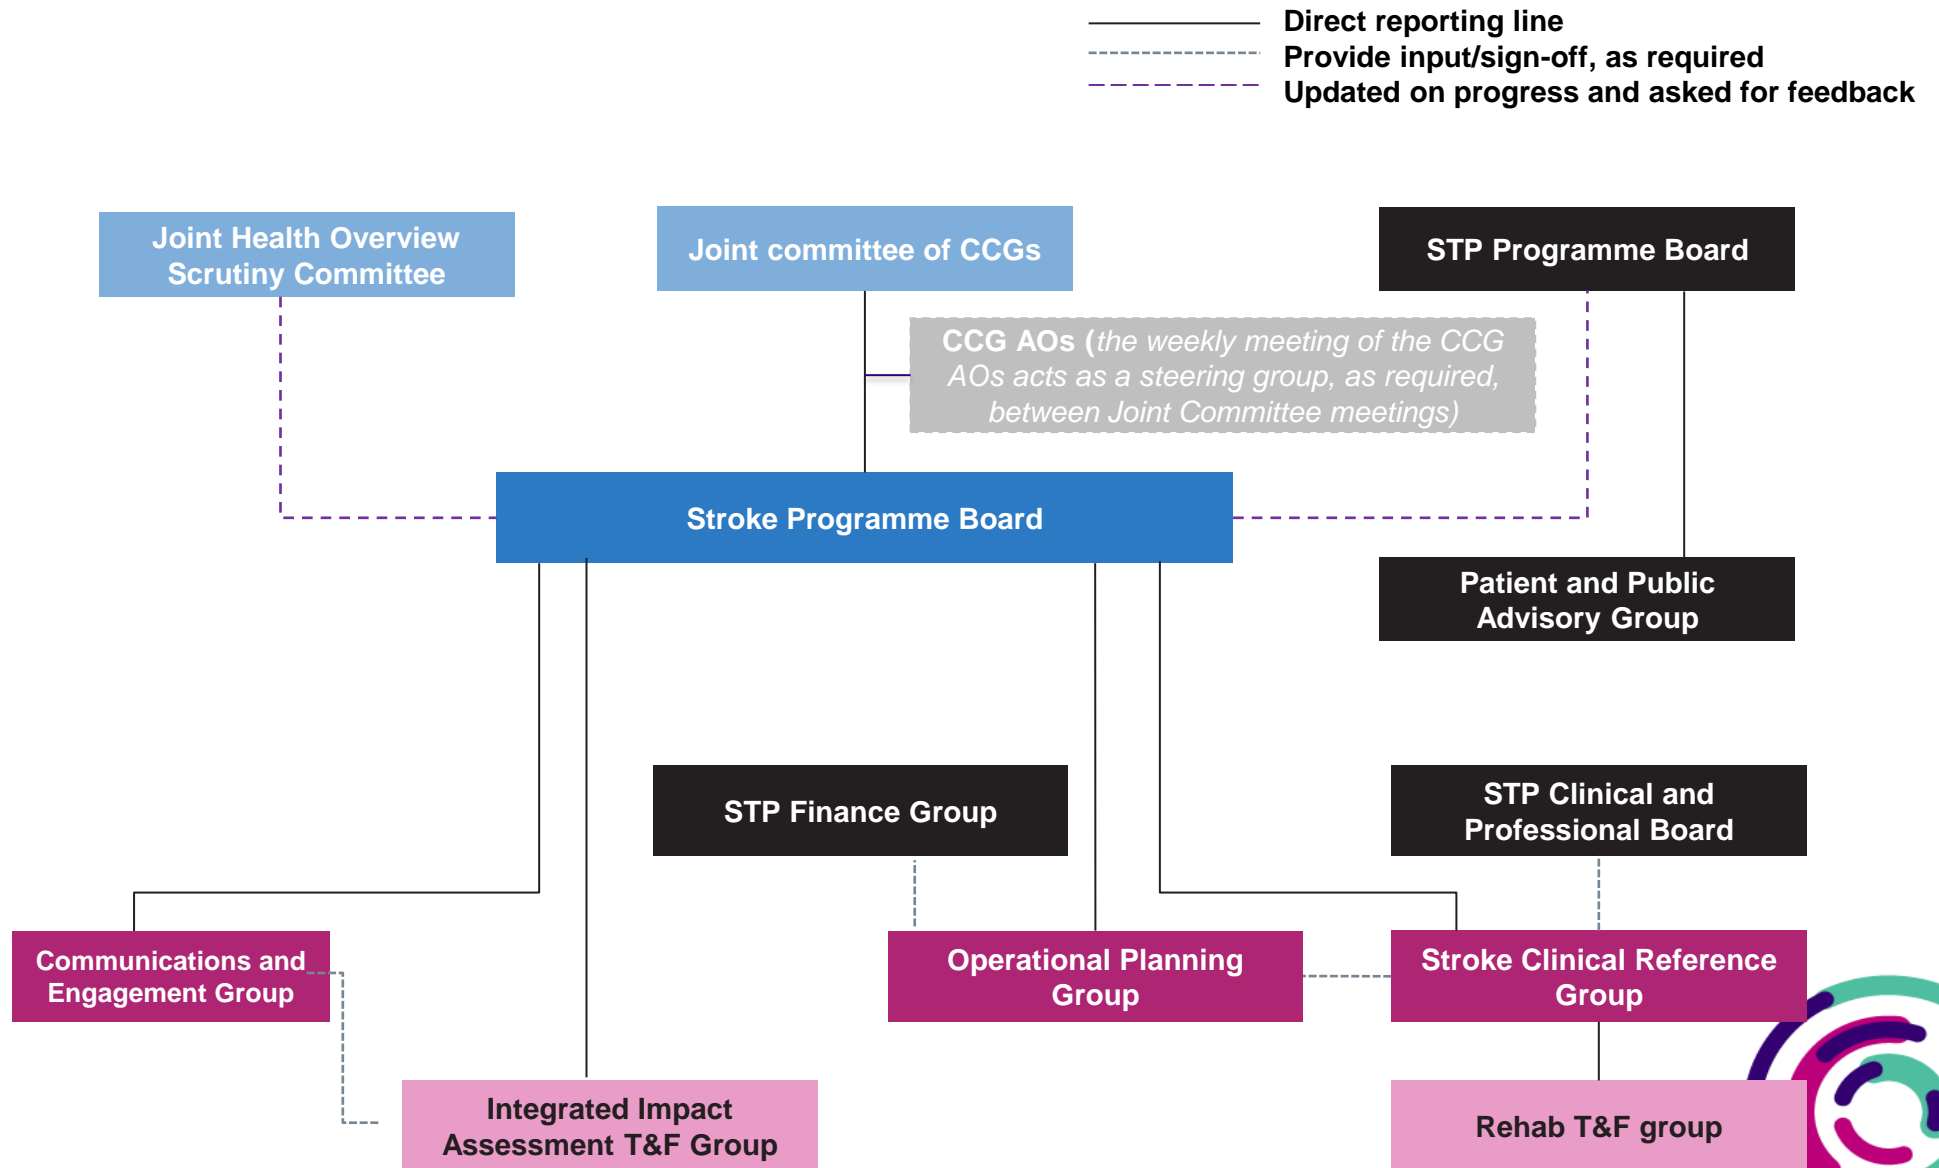 Direct reporting line
Provide input/sign-off, as required
Updated on progress and asked for feedback
Joint Health Overview
Scrutiny Committee
Joint committee of CCGs
STP Programme Board
CCG AOs (the weekly meeting of the CCG
AOs acts as a steering group, as required,
between Joint Committee meetings)
Stroke Programme Board
Patient and Public
Advisory Group
STP Finance Group
STP Clinical and
Professional Board
Communications and
Engagement Group
Operational Planning
Group
Stroke Clinical Reference
Group
Integrated Impact
Assessment T&F Group
Rehab T&F group